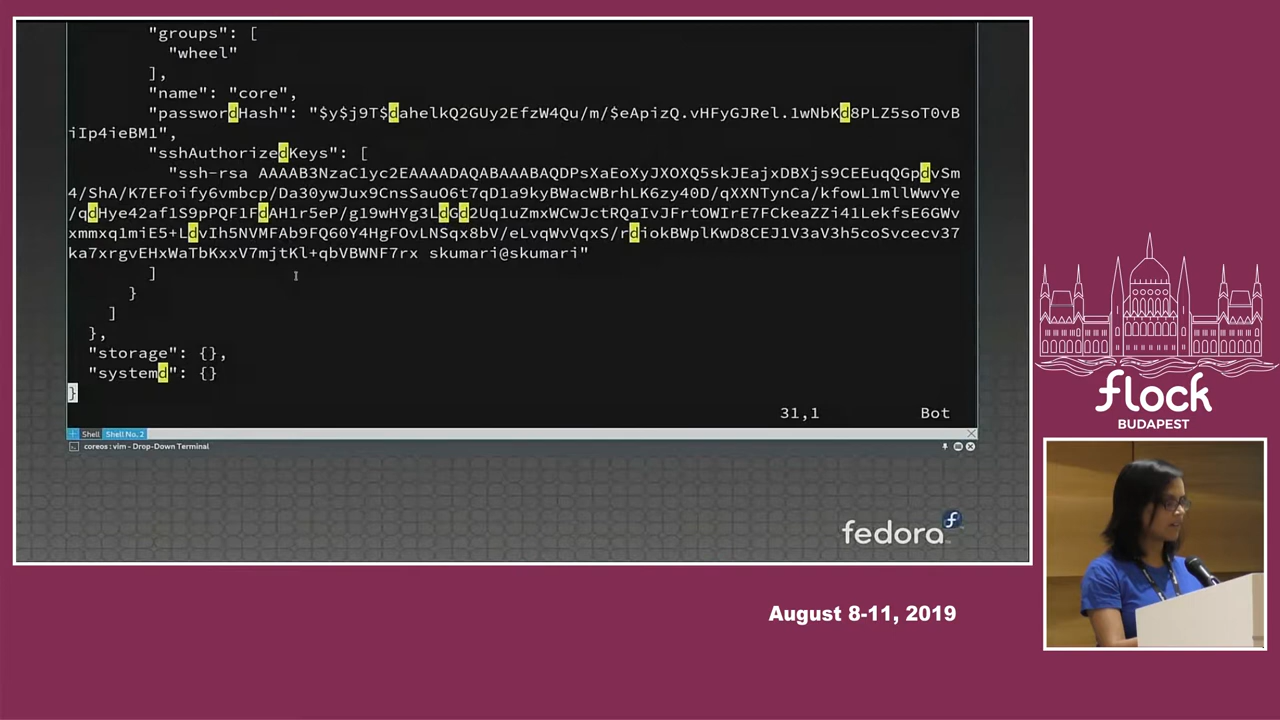 "groups": [
"wheel"
],
"name": "core",
"passwordHash": "$y$j9T$dahelkQ2GUy2EfzW4Qu/m/$eApizQ.vHFyGJRel.1wNbKd8PLZ5soT0vB
iIp4ieBM1",
"sshAuthorizedKeys": [
"ssh-rsa AAAAB3NzaC1yc2EAAAADAQABAAABAQDPsXaEoXyJXOXQ5skJEajxDBXjs9CEEuqQGpdvSm
4/ShA/K7EFoify6vmbcp/Da30ywJux9CnsSauO6t7qD1a9kyBWacWBrhLK6zy40D/qXXNTynCa/kfowL1mllWwvYe
/qdHye42af1S9pPQF1FdAH1r5eP/g19wHYg3LdGd2Uq1uZmxWCwJctRQaIvJFrtOWIrE7FCkeaZZi41LekfsE6GWv
xmmxq1miE5+LdvIh5NVMFAb9FQ60Y4HgFOvLNSqx8bV/eLvqWvVqxS/rdiokBWplKwD8CEJ1V3aV3h5coSvcecv37
ka7xrgvEHxWaTbKxxV7mjtKl+qbVBWNF7rx skumari@skumari"
]
}
]
},
"storage": {},
"systemd": {}
}
31,1 Bot
Shell Shell No. 2
coreos : vim - Drop-Down Terminal
fedora
flock
BUDAPEST
August 8-11, 2019